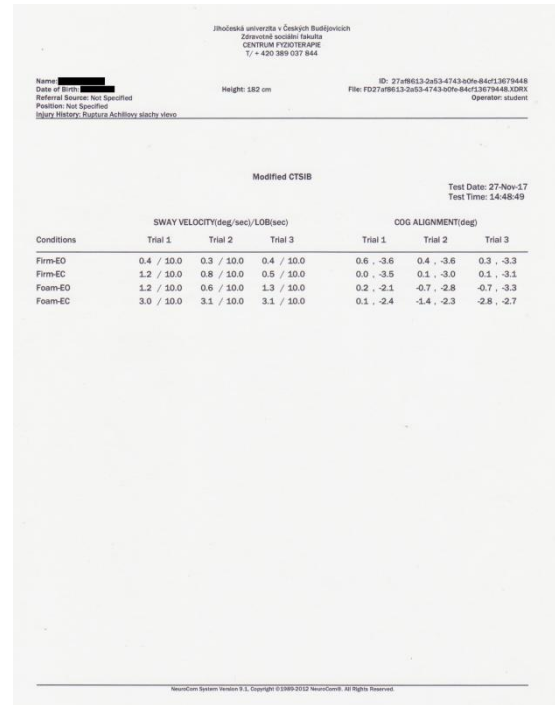 Jihočeská univerzita v Českých Budějovicích
Zdravotně sociální fakulta
CENTRUM FYZIOTERAPIE
T/ + 420 389 037 844
Name:
Date of Birth:
Referral Source: Not Specified
Position: Not Specified
Injury History: Ruptura Achillovy slachy vlevo
Height: 182 cm
ID: 27af8613-2a53-4743-b0fe-84cf13679448
File: FD27af8613-2a53-4743-b0fe-84cf13679448.XDRX
Operator: student
Modified CTSIB
Test Date: 27-Nov-17
Test Time: 14:48:49
SWAY VELOCITY(deg/sec)/LOB(sec) COG ALIGNMENT(deg)
Conditions Trial 1 Trial 2 Trial 3 Trial 1 Trial 2 Trial 3
Firm-EO 0.4 / 10.0 0.3 / 10.0 0.4 / 10.0 0.6 , -3.6 0.4 , -3.6 0.3 , -3.3
Firm-EC 1.2 / 10.0 0.8 / 10.0 0.5 / 10.0 0.0 , -3.5 0.1 , -3.0 0.1 , -3.1
Foam-EO 1.2 / 10.0 0.6 / 10.0 1.3 / 10.0 0.2 , -2.1 -0.7 , -2.8 -0.7 , -3.3
Foam-EC 3.0 / 10.0 3.1 / 10.0 3.1 / 10.0 0.1 , -2.4 -1.4 , -2.3 -2.8 , -2.7
NeuroCom System Version 9.1, Copyright ©1989-2012 NeuroCom®. All Rights Reserved.